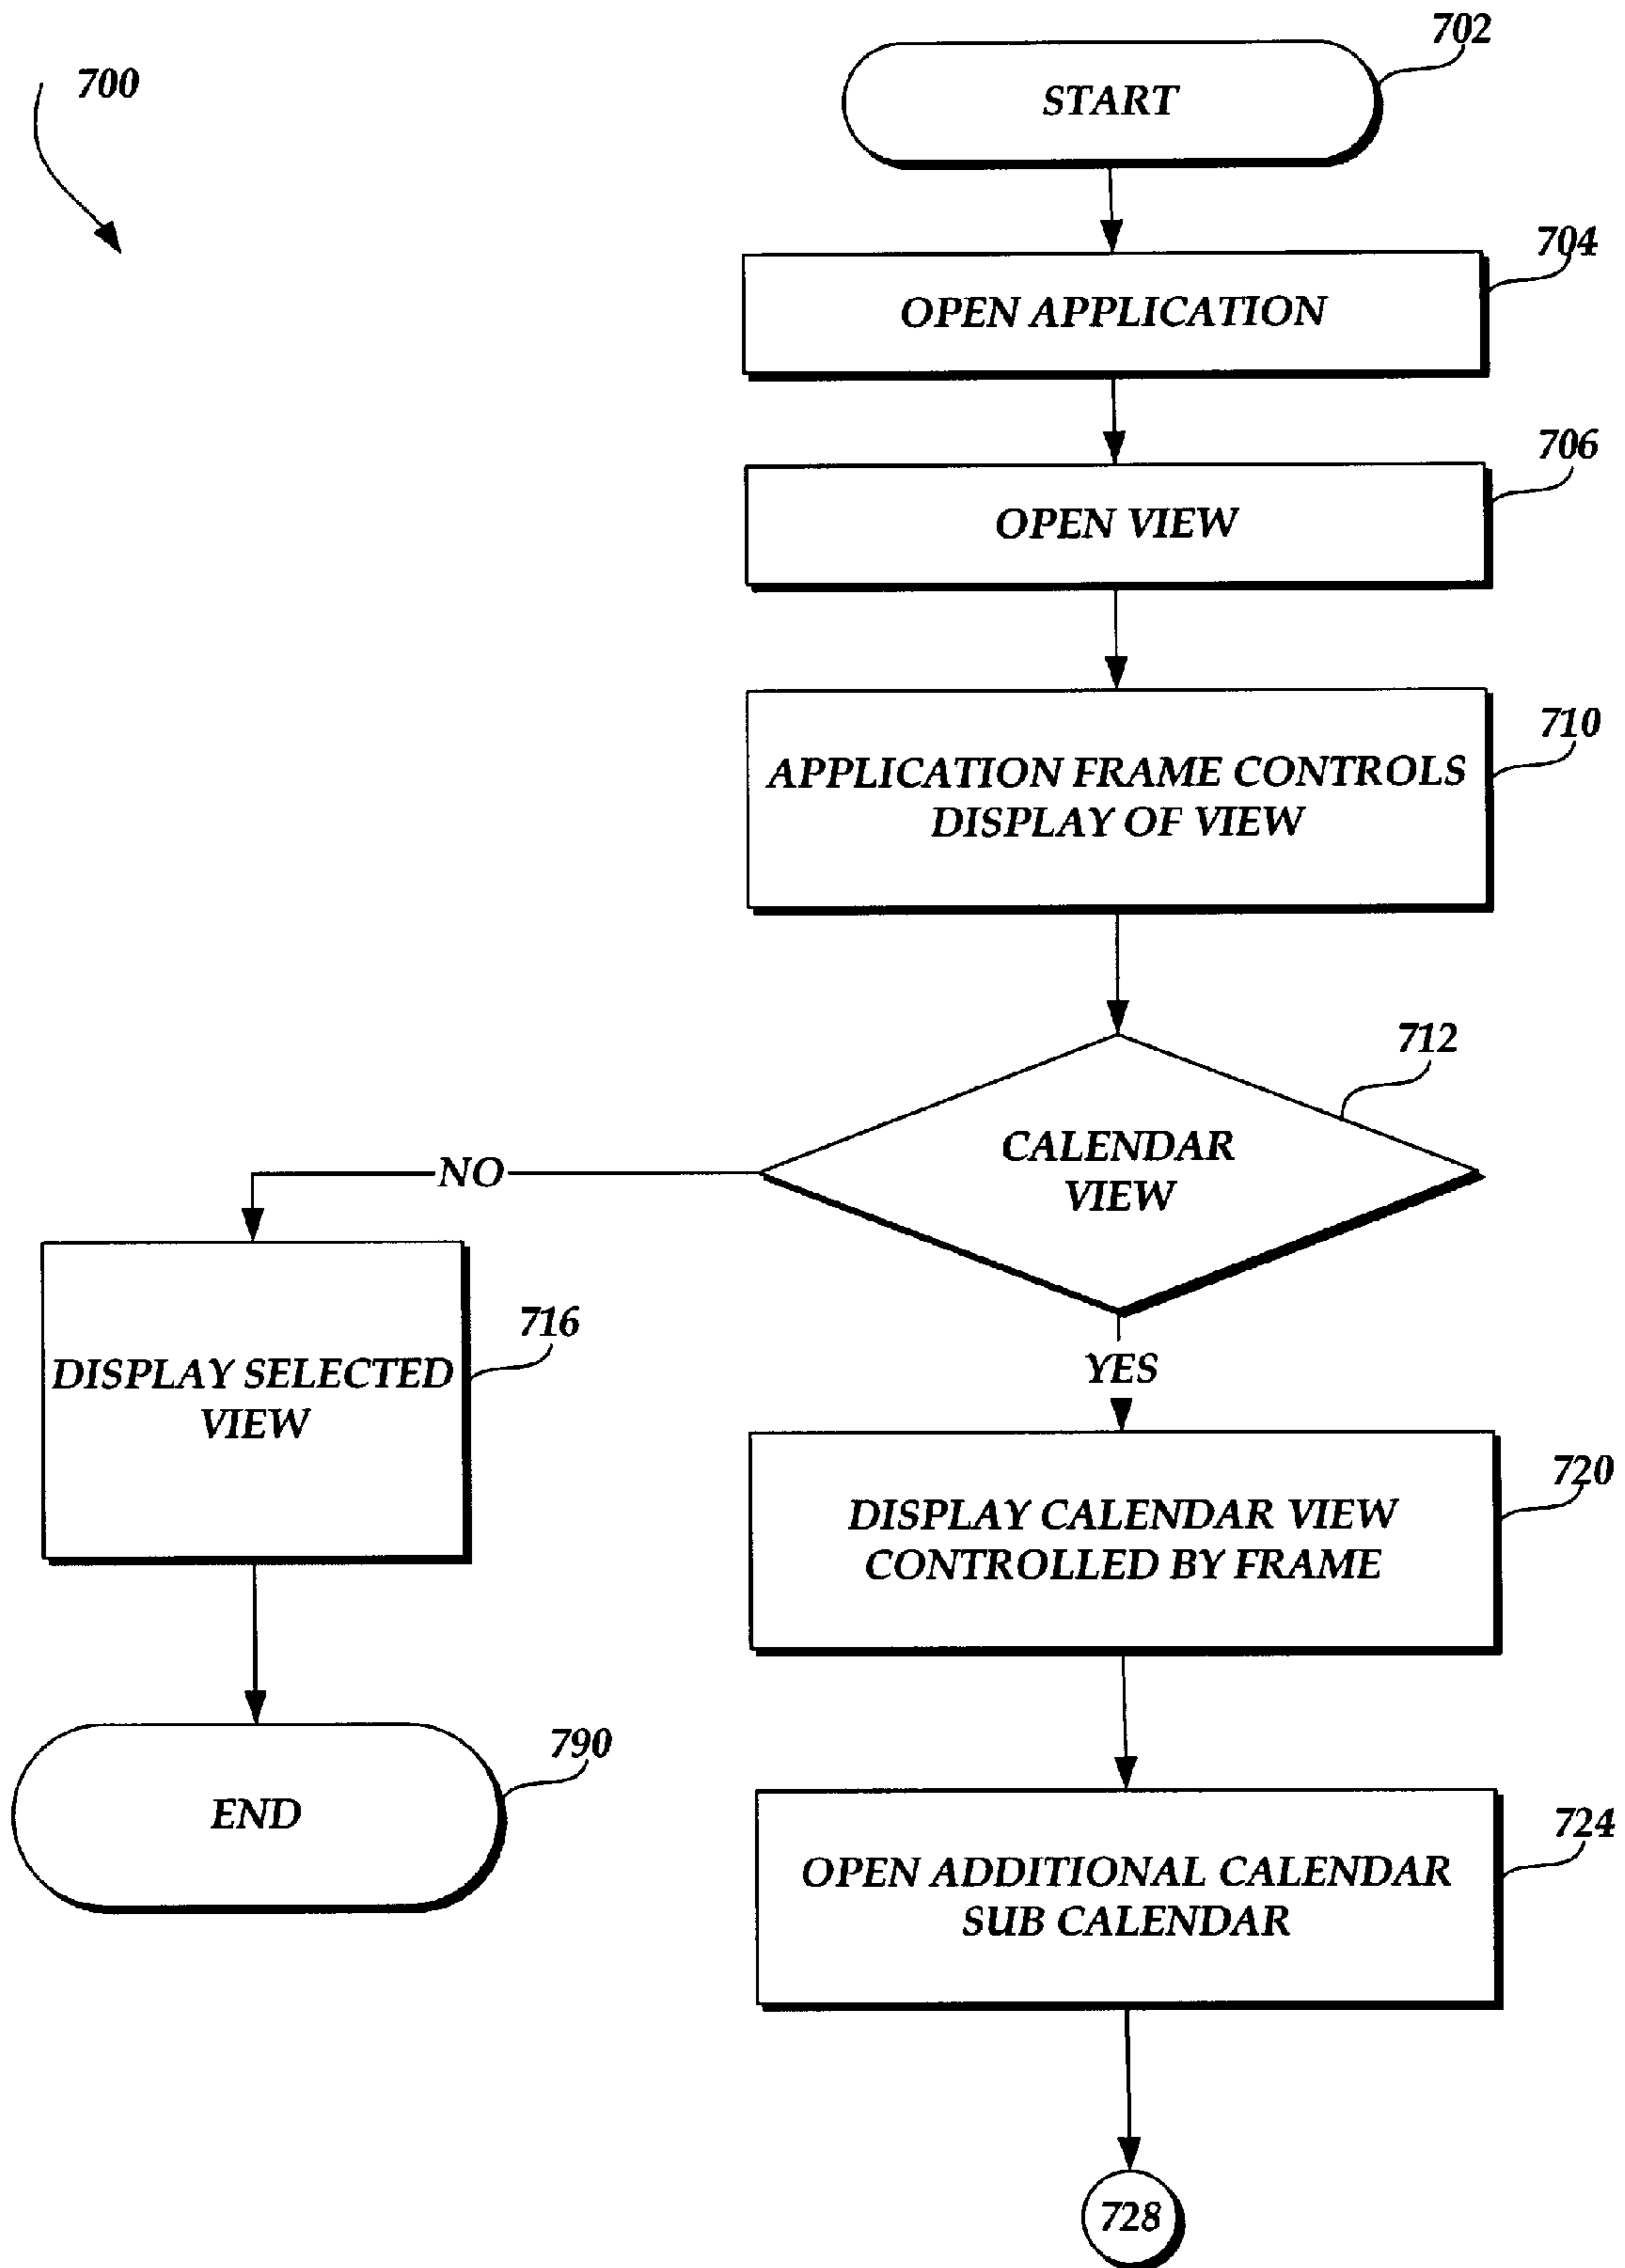 700
702
START
704
OPEN APPLICATION
706
OPEN VIEW
710
APPLICATION FRAME CONTROLS
DISPLAY OF VIEW
712
CALENDAR
VIEW
NO
YES
716
DISPLAY SELECTED
VIEW
720
DISPLAY CALENDAR VIEW
CONTROLLED BY FRAME
790
END
724
OPEN ADDITIONAL CALENDAR
SUB CALENDAR
728